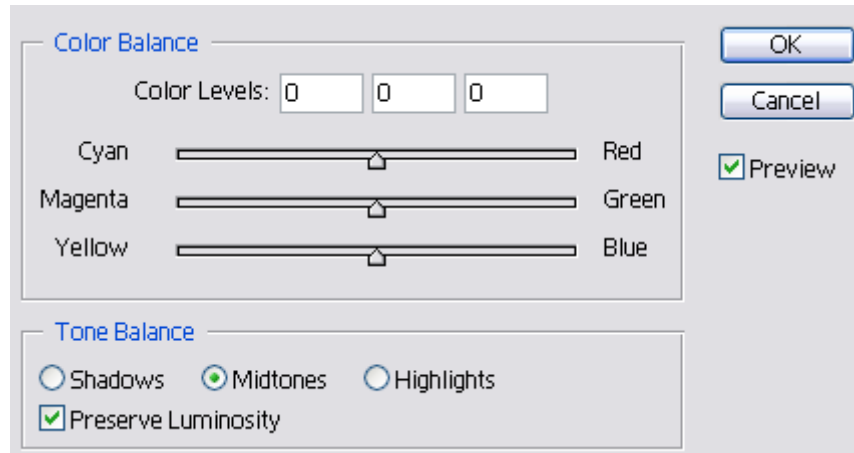 Color Balance
Color Levels: 0 0 0
Cyan Red
Magenta Green
Yellow Blue
Tone Balance
Shadows Midtones Highlights
Preserve Luminosity
OK
Cancel
Preview